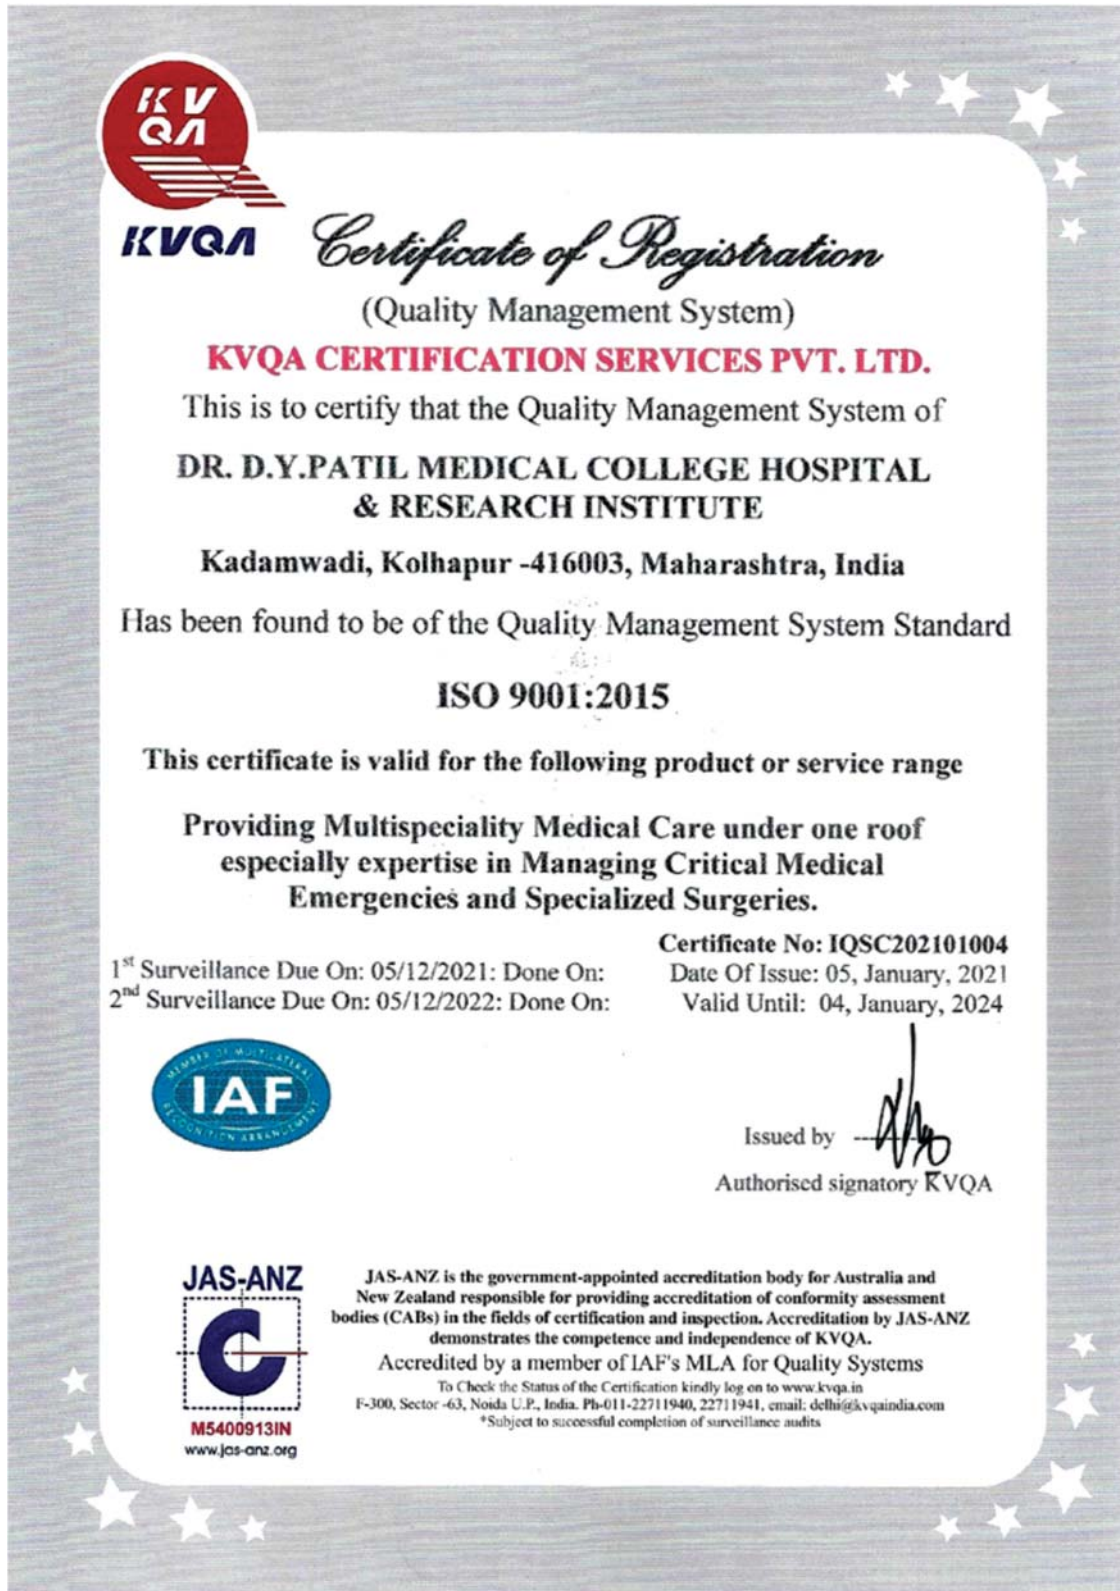 KV
QA
KVQA
Certificate of Registration
(Quality Management System)
KVQA CERTIFICATION SERVICES PVT. LTD.
This is to certify that the Quality Management System of
DR. D.Y.PATIL MEDICAL COLLEGE HOSPITAL
& RESEARCH INSTITUTE
Kadamwadi, Kolhapur -416003, Maharashtra, India
Has been found to be of the Quality Management System Standard
ISO 9001:2015
This certificate is valid for the following product or service range
Providing Multispeciality Medical Care under one roof
especially expertise in Managing Critical Medical
Emergencies and Specialized Surgeries.
Certificate No: IQSC202101004
1st Surveillance Due On: 05/12/2021: Done On:
Date Of Issue: 05, January, 2021
2nd Surveillance Due On: 05/12/2022: Done On:
Valid Until: 04, January, 2024
MEMBER OF MULTILATERAL
IAF
RECOGNITION ARRANGEMENT
Issued by
Authorised signatory KVQA
JAS-ANZ
M5400913IN
www.jas-anz.org
JAS-ANZ is the government-appointed accreditation body for Australia and
New Zealand responsible for providing accreditation of conformity assessment
bodies (CABs) in the fields of certification and inspection. Accreditation by JAS-ANZ
demonstrates the competence and independence of KVQA.
Accredited by a member of IAF's MLA for Quality Systems
To Check the Status of the Certification kindly log on to www.kvqa.in
F-300, Sector -63, Noida U.P., India. Ph-011-22711940, 22711941, email: delhi@kvqaindia.com
*Subject to successful completion of surveillance audits